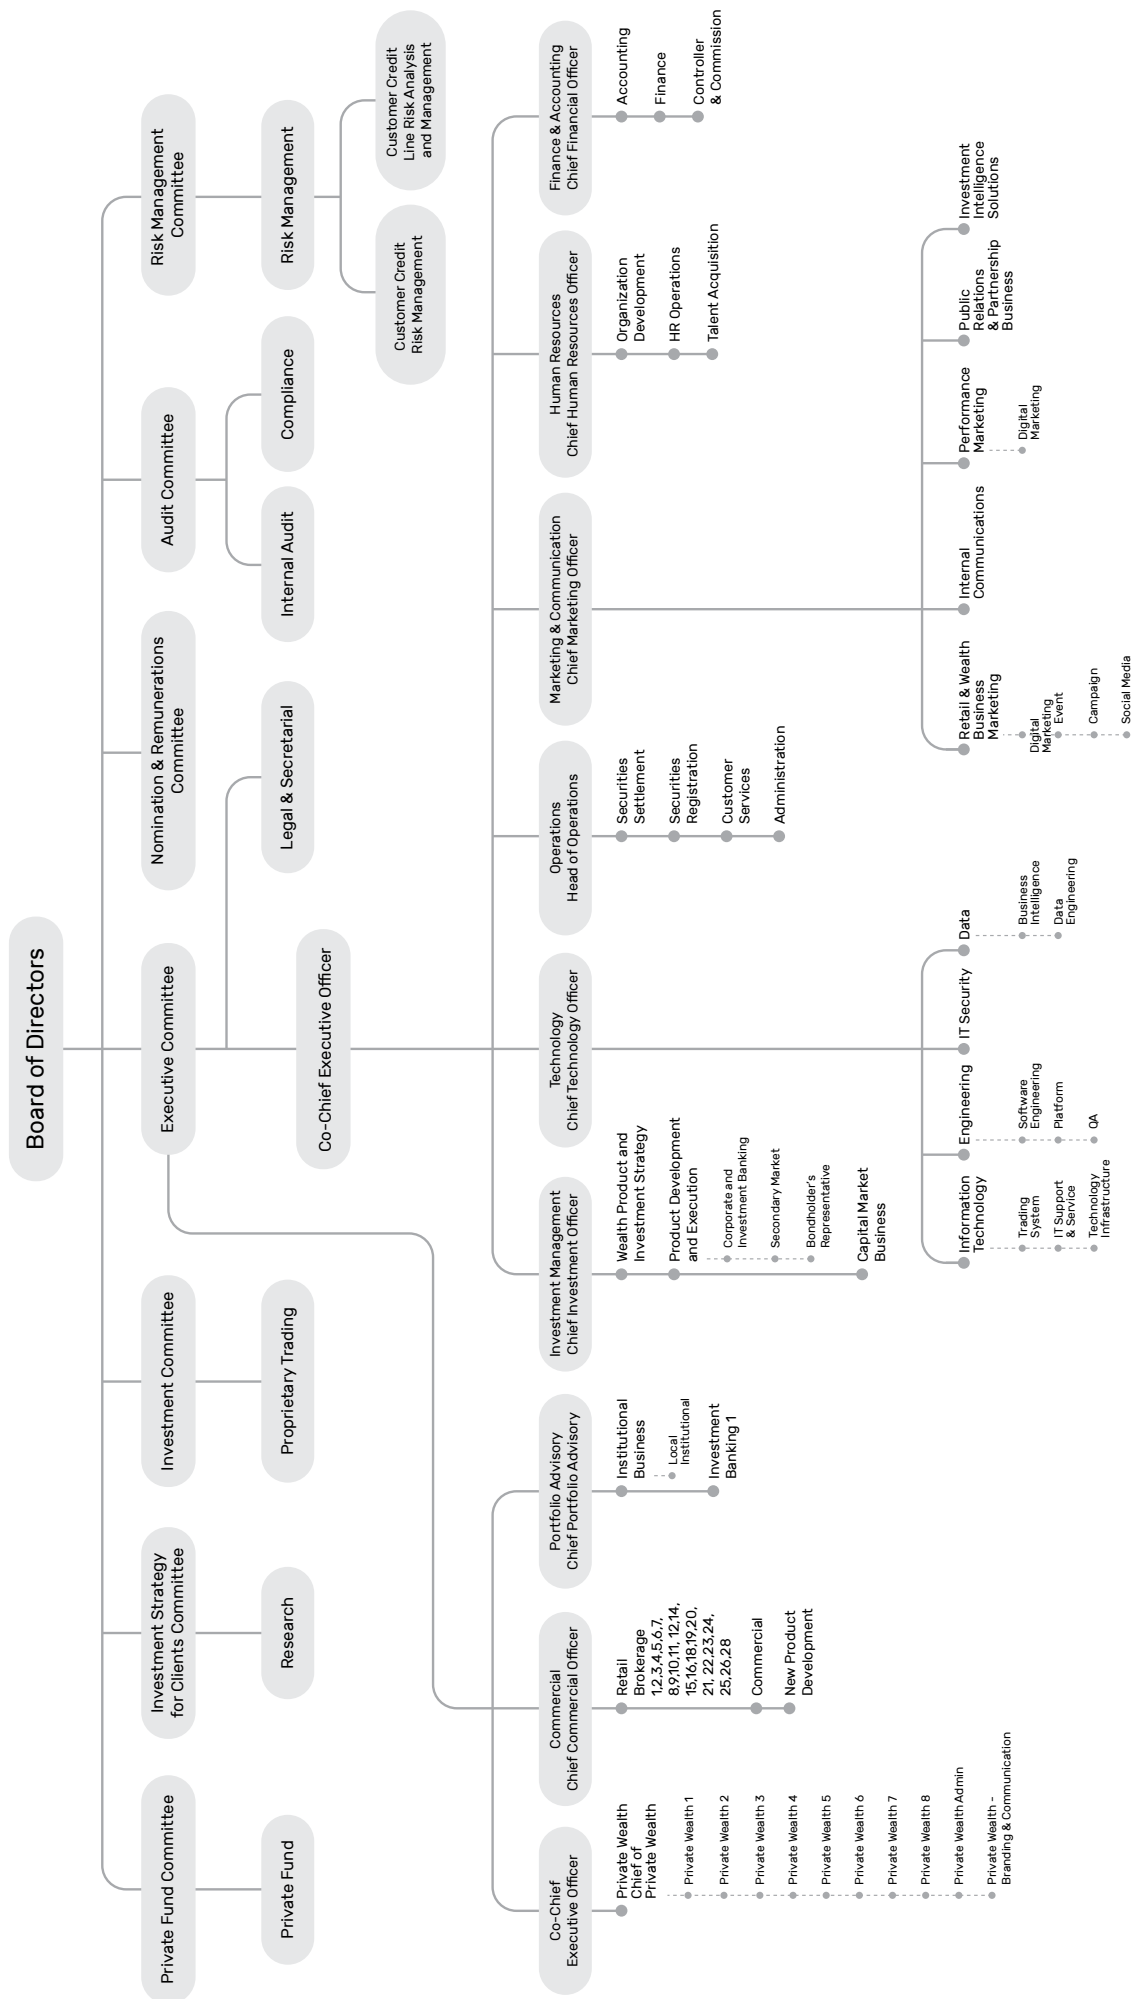 Board of Directors
Private Fund Committee
Investment Strategy
for Clients Committee
Investment Committee
Executive Committee
Nomination & Remunerations
Committee
Audit Committee
Risk Management
Committee
Private Fund
Research
Proprietary Trading
Legal & Secretarial
Internal Audit
Compliance
Risk Management
Co-Chief Executive Officer
Customer Credit
Risk Management
Customer Credit
Line Risk Analysis
and Management
Co-Chief
Executive Officer
Private Wealth
Chief of
Private Wealth
Private Wealth 1
Private Wealth 2
Private Wealth 3
Private Wealth 4
Private Wealth 5
Private Wealth 6
Private Wealth 7
Private Wealth 8
Private Wealth Admin
Private Wealth -
Branding & Communication
Commercial
Chief Commercial Officer
Retail
Brokerage
1,2,3,4,5,6,7,
8,9,10,11, 12,14,
15,16,18,19,20,
21, 22,23,24,
25,26,28
Commercial
New Product
Development
Portfolio Advisory
Chief Portfolio Advisory
Institutional
Business
Local
Institutional
Investment
Banking 1
Investment Management
Chief Investment Officer
Wealth Product and
Investment Strategy
Product Development
and Execution
Corporate and
Investment Banking
Secondary Market
Bondholder's
Representative
Capital Market
Business
Technology
Chief Technology Officer
Information
Technology
Trading
System
IT Support
& Service
Technology
Infrastructure
Engineering
Software
Engineering
Platform
QA
IT Security
Data
Business
Intelligence
Data
Engineering
Operations
Head of Operations
Securities
Settlement
Securities
Registration
Customer
Services
Administration
Marketing & Communication
Chief Marketing Officer
Retail & Wealth
Business
Marketing
Digital
Marketing
Event
Campaign
Social Media
Internal
Communications
Performance
Marketing
Digital
Marketing
Public
Relations
& Partnership
Business
Investment
Intelligence
Solutions
Human Resources
Chief Human Resources Officer
Organization
Development
HR Operations
Talent Acquisition
Finance & Accounting
Chief Financial Officer
Accounting
Finance
Controller
& Commission